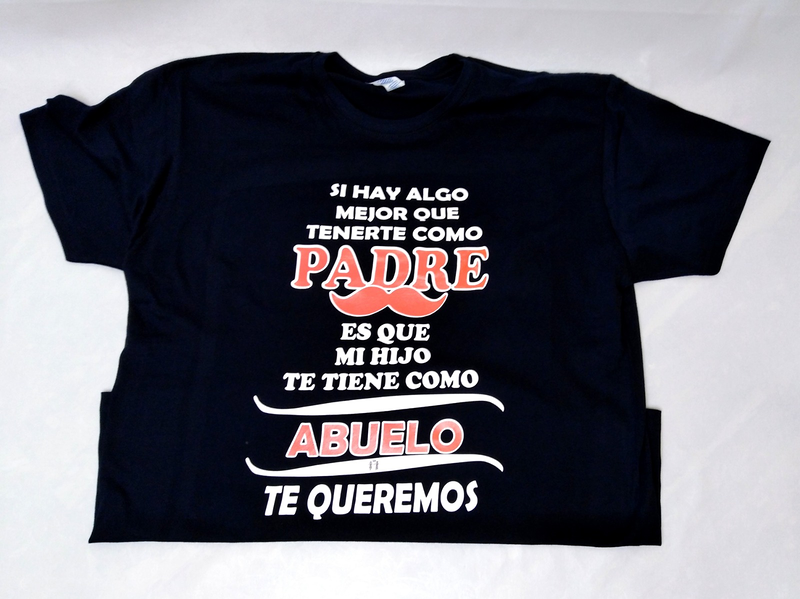 SI HAY ALGO
MEJOR QUE
TENERTE COMO
PADRE
ES QUE
MI HIJO
TE TIENE COMO
ABUELO
TE QUEREMOS